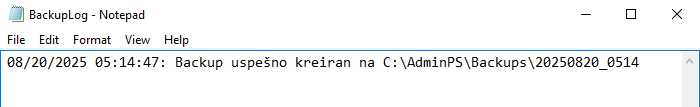 BackupLog - Notepad
File Edit Format View Help
08/20/2025 05:14:47: Backup uspešno kreiran na C:\AdminPS\Backups\20250820_0514